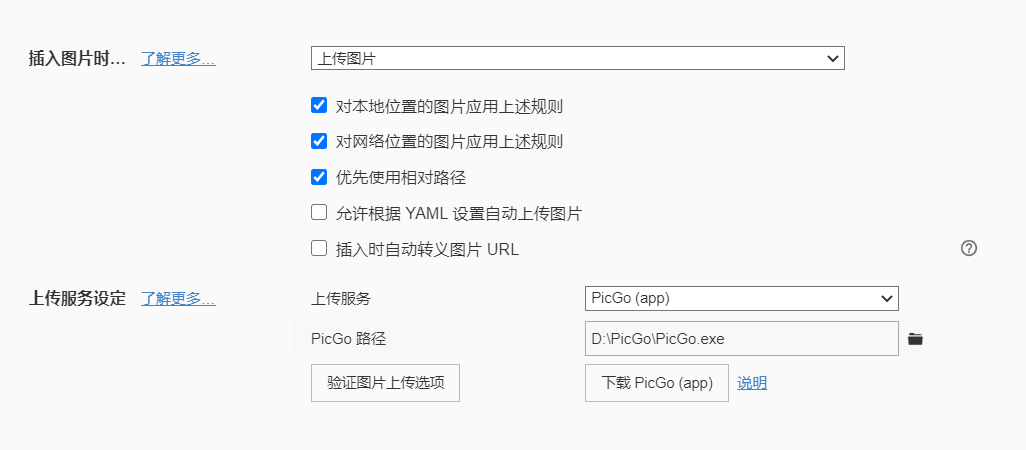 插入图片时... 了解更多... 上传图片
对本地位置的图片应用上述规则
对网络位置的图片应用上述规则
优先使用相对路径
允许根据 YAML 设置自动上传图片
插入时自动转义图片 URL
上传服务设定 了解更多... 上传服务 PicGo (app)
PicGo 路径 D:\PicGo\PicGo.exe
验证图片上传选项 下载 PicGo (app) 说明